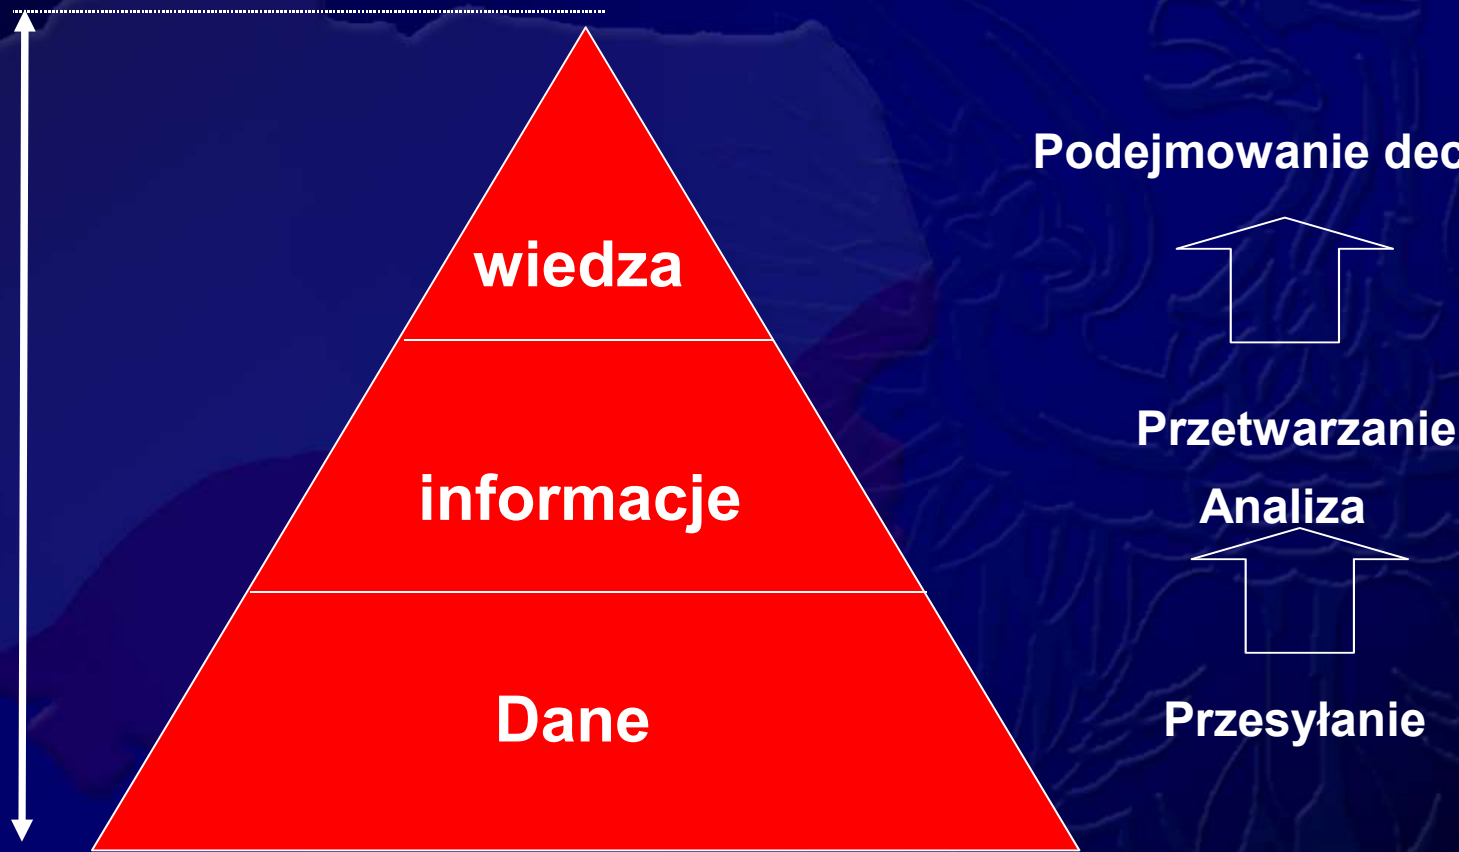 Podejmowanie dec
wiedza
Przetwarzanie
informacje
Analiza
Dane
Przesyłanie